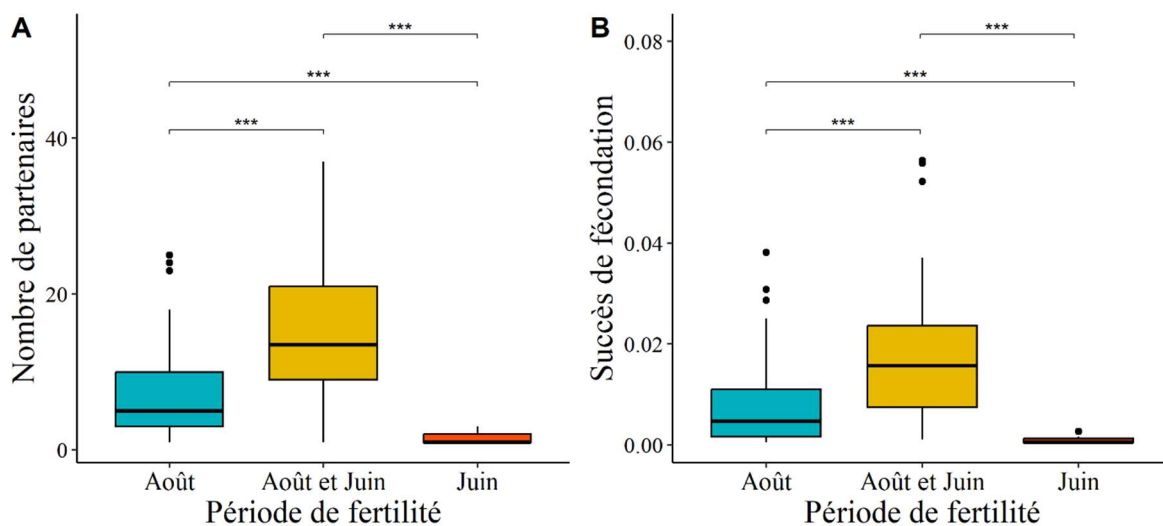 A
Nombre de partenaires
40
20
0
***
***
***
Août
Août et Juin
Juin
Période de fertilité
B
Succès de fécondation
0.08
0.06
0.04
0.02
0.00
***
***
***
Août
Août et Juin
Juin
Période de fertilité